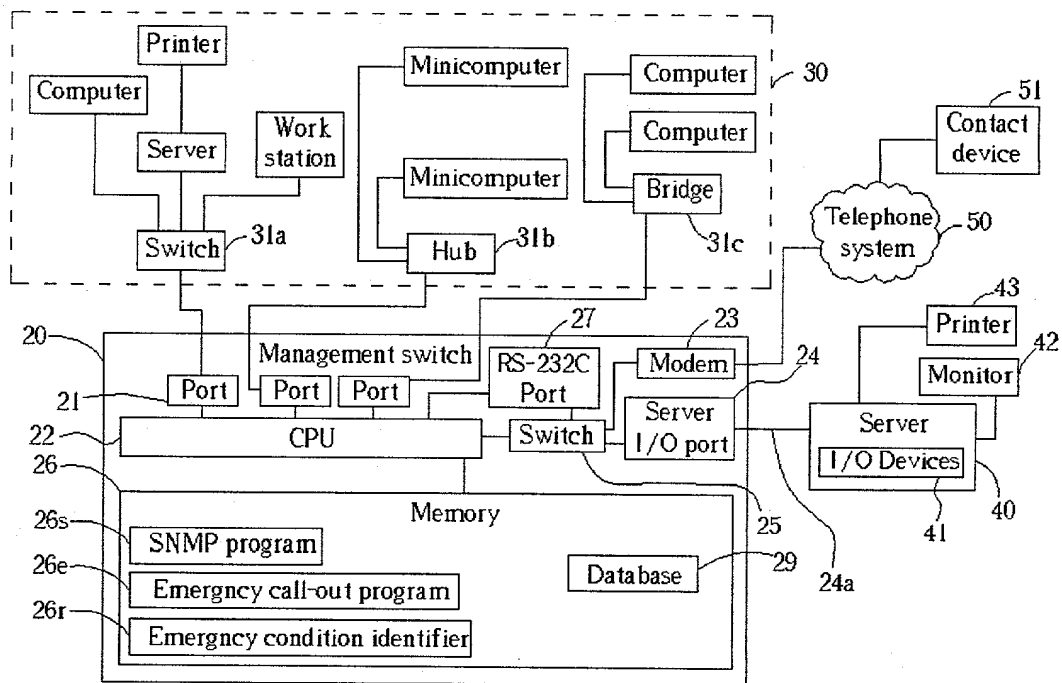 Printer
Computer
Server
Work
station
Switch
31a
Minicomputer
Minicomputer
Hub
31b
Computer
Computer
Bridge
31c
30
51
Contact
device
Telephone
system
50
43
Printer
42
Monitor
20
Management switch
27
RS-232C
Port
23
Modem
24
21
Port
Port
Port
22
CPU
Switch
25
Server
I/O port
24a
Server
I/O Devices
41
40
26
Memory
26s
SNMP program
26e
Emergncy call-out program
26r
Emergncy condition identifier
Database
29